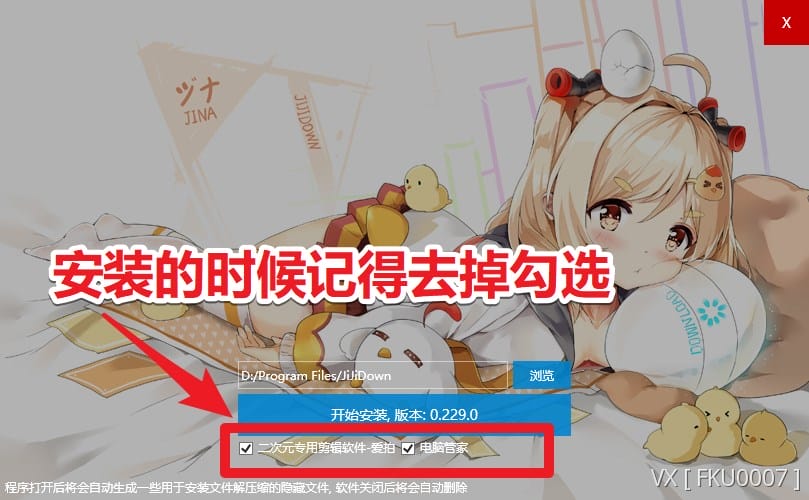 X
ヅナ
JINA
JIJIDOWN
安装的时候记得去掉勾选
DOWNLOAD
D:/Program Files/JiJiDown
浏览
开始安装, 版本: 0.229.0
二次元专用剪辑软件-爱拍
电脑管家
程序打开后将会自动生成一些用于安装文件解压缩的隐藏文件, 软件关闭后将会自动删除
VX [ FKU0007 ]